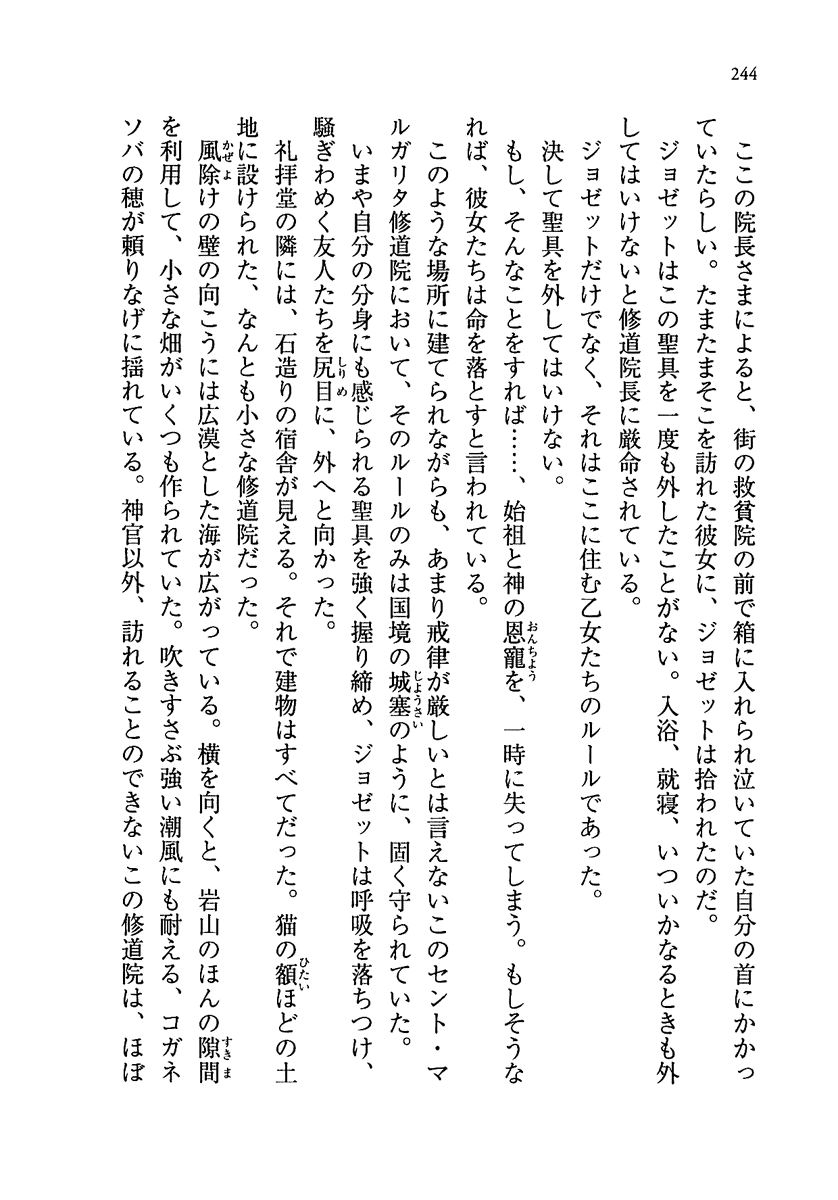 244
ここの院長さまによると、街の救貧院の前で箱に入れられ泣いていた自分の首にかかっ
ていたらしい。たまたまそこを訪れた彼女に、ジョゼットは拾われたのだ。
ジョゼットはこの聖具を一度も外したことがない。入浴、就寝、いついかなるときも外
してはいけないと修道院長に厳命されている。
ジョゼットだけでなく、それはここに住む乙女たちのルールであった。
決して聖具を外してはいけない。
もし、そんなことをすれば……、始祖と神の恩寵を、一時に失ってしまう。もしそうな
れば、彼女たちは命を落とすと言われている。
このような場所に建てられながらも、あまり戒律が厳しいとは言えないこのセント・マ
ルガリタ修道院において、そのルールのみは国境の城塞のように、固く守られていた。
いまや自分の分身にも感じられる聖具を強く握り締め、ジョゼットは呼吸を落ちつけ、
騒ぎわめく友人たちを尻目に、外へと向かった。
礼拝堂の隣には、石造りの宿舎が見える。それで建物はすべてだった。猫の額ほどの土
地に設けられた、なんとも小さな修道院だった。
風除けの壁の向こうには広漠とした海が広がっている。横を向くと、岩山のほんの隙間
を利用して、小さな畑がいくつも作られていた。吹きすさぶ強い潮風にも耐える、コガネ
ソバの穂が頼りなげに揺れている。神官以外、訪れることのできないこの修道院は、ほぼ